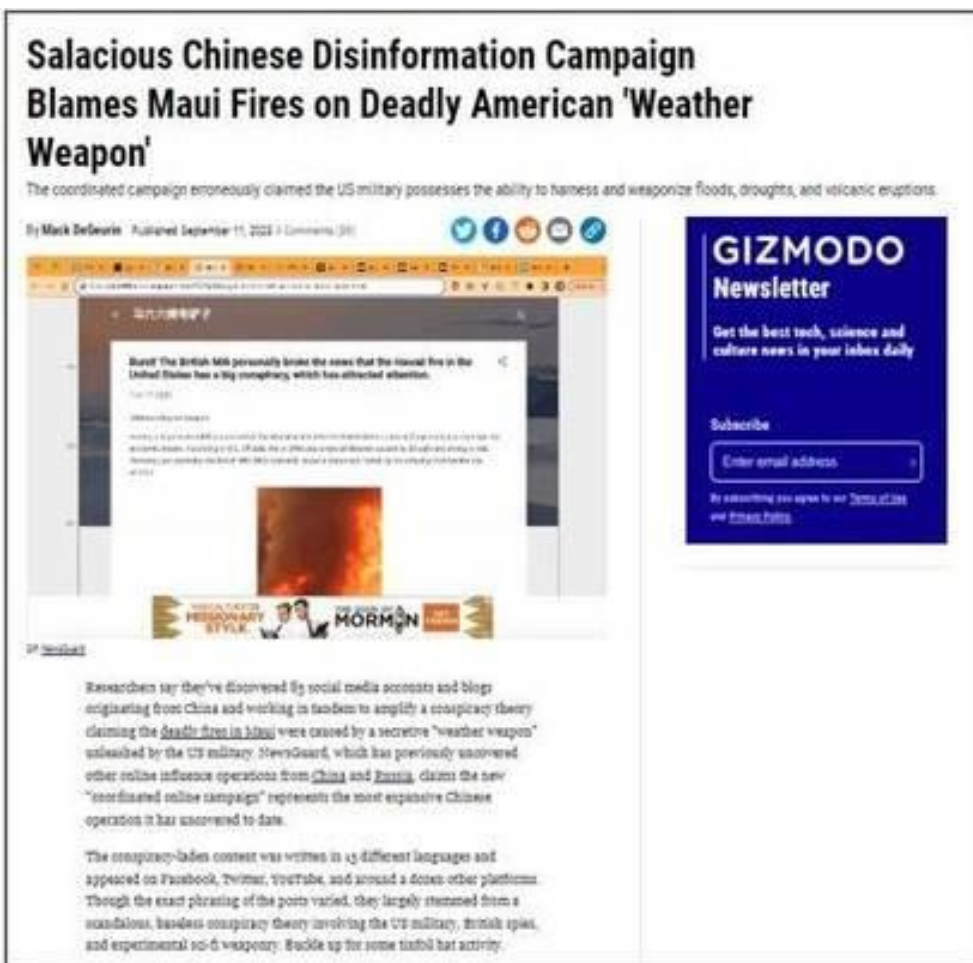 Salacious Chinese Disinformation Campaign
Blames Maui Fires on Deadly American 'Weather
Weapon'
The coordinated campaign erroneously claimed the US military possesses the ability to harness and weaponize floods, droughts, and volcanic eruptions.
By Mack DeGeurin Published September 11, 2023 Comments
Burst! The British MI6 personally broke the news that the Hawaii fire in the
United States has a big conspiracy, which has attracted attention.
MISSIONARY
STYLE.
THE BOOK OF
MORMON
GIZMODO
Newsletter
Get the best tech, science and
culture news in your inbox daily
Subscribe
Enter email address
By subscribing you agree to our Terms of Use
and Privacy Policy.
NewsGuard
Researchers say they've discovered 85 social media accounts and blogs
originating from China and working in tandem to amplify a conspiracy theory
claiming the deadly fires in Maui were caused by a secretive "weather weapon"
unleashed by the US military. NewsGuard, which has previously uncovered
other online influence operations from China and Russia, claims the new
"coordinated online campaign" represents the most expansive Chinese
operation it has uncovered to date.
The conspiracy-laden content was written in 15 different languages and
appeared on Facebook, Twitter, YouTube, and around a dozen other platforms.
Though the exact phrasing of the posts varied, they largely stemmed from a
scandalous, baseless conspiracy theory involving the US military, British spies,
and experimental sci-fi weaponry. Buckle up for some tinfoil hat activity.